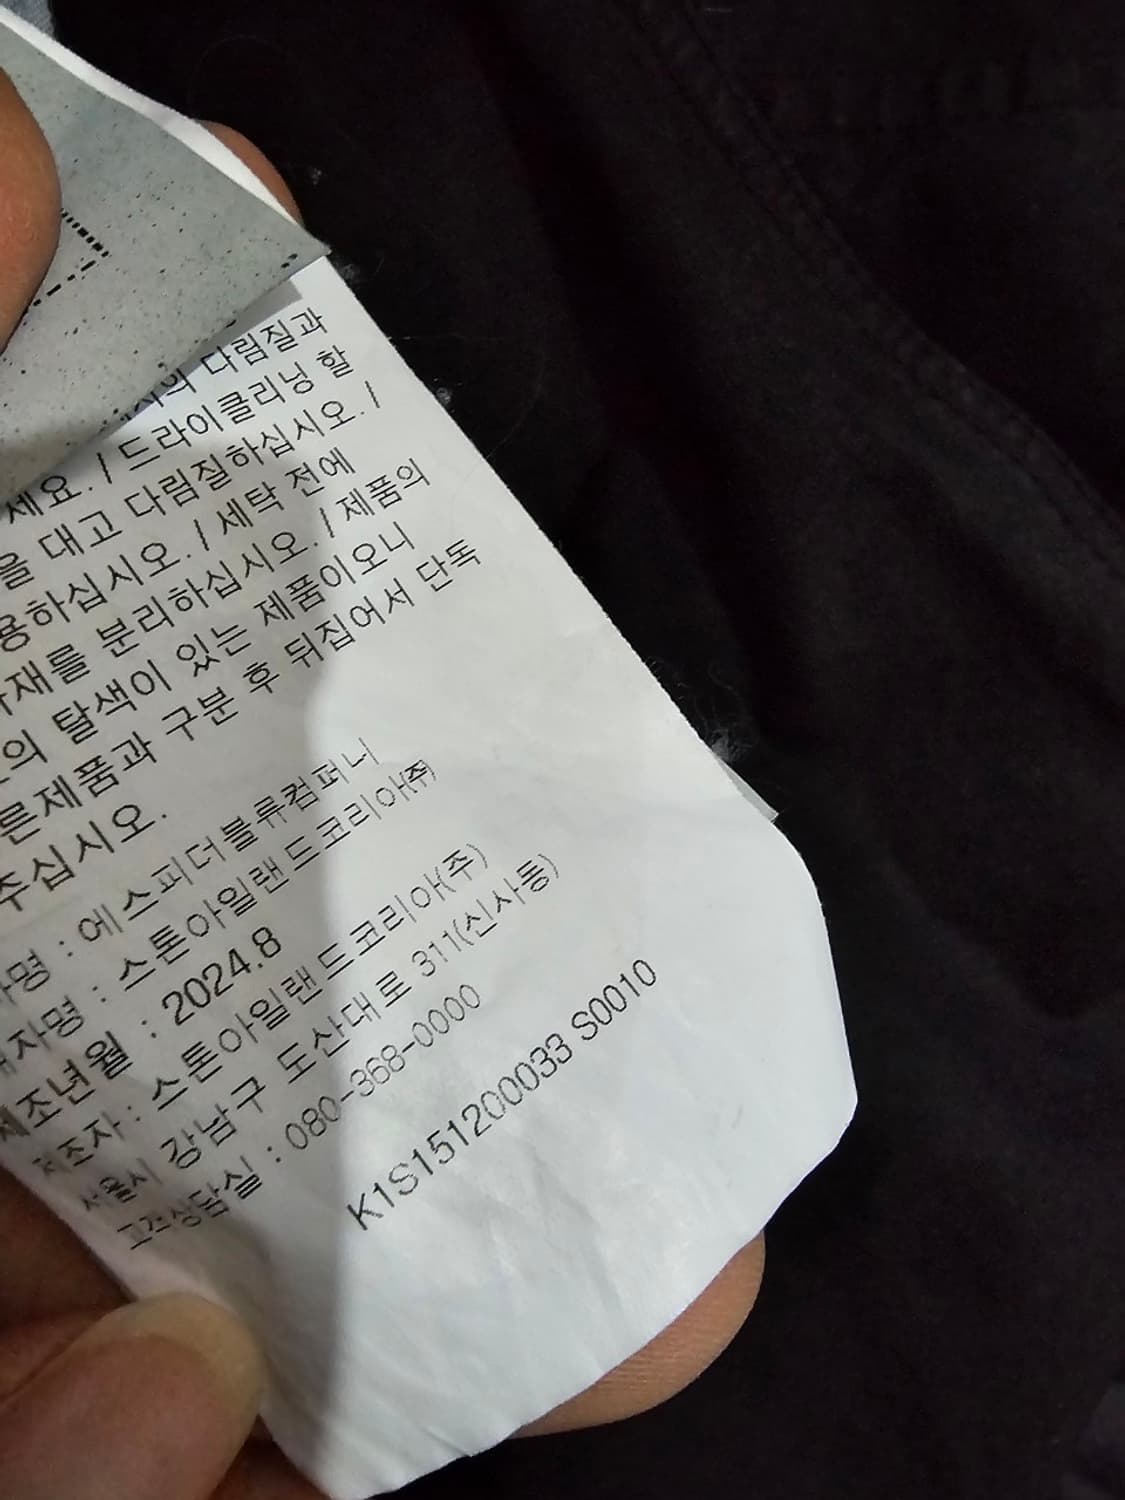 다림질과
세요. / 드라이클리닝 할
을 대고 다림질하십시오. /
용하십시오. / 세탁 전에
자재를 분리하십시오. / 제품의
의 탈색이 있는 제품이오니
른제품과 구분 후 뒤집어서 단독
주십시오.
자명 : 에스피더블류컴퍼니
매자명 : 스톤아일랜드코리아(주)
제조년월 : 2024.8
제조자 : 스톤아일랜드코리아(주)
서울시 강남구 도산대로 311(신사동)
고객상담실 : 080-368-0000
K1S151200033 S0010